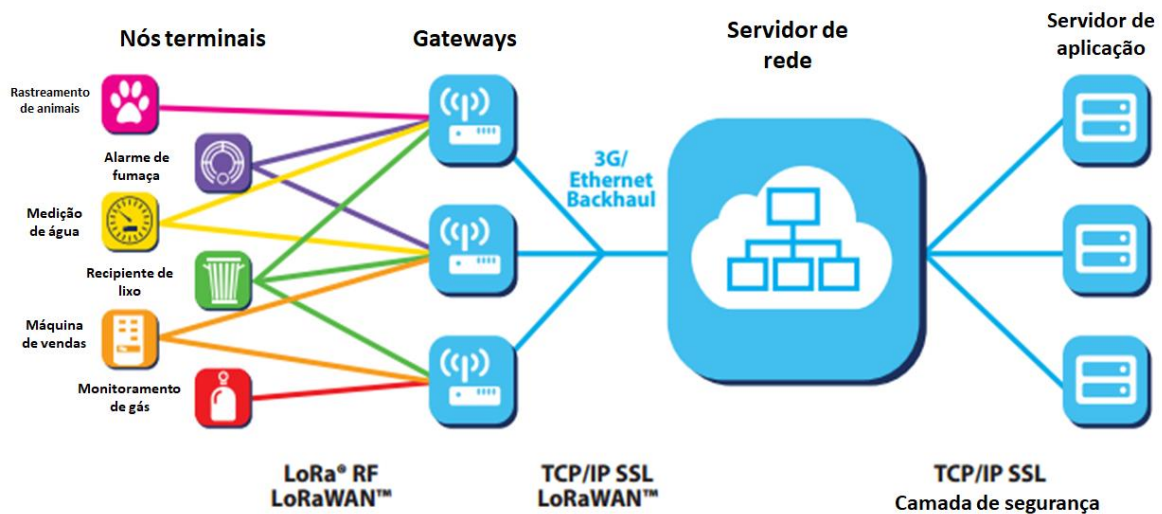 Nós terminais
Gateways
Servidor de
rede
Servidor de
aplicação
Rastreamento
de animais
Alarme de
fumaça
Medição
de água
Recipiente de
lixo
Máquina
de vendas
Monitoramento
de gás
3G/
Ethernet
Backhaul
LoRa® RF
LoRaWAN™
TCP/IP SSL
LoRaWAN™
TCP/IP SSL
Camada de segurança